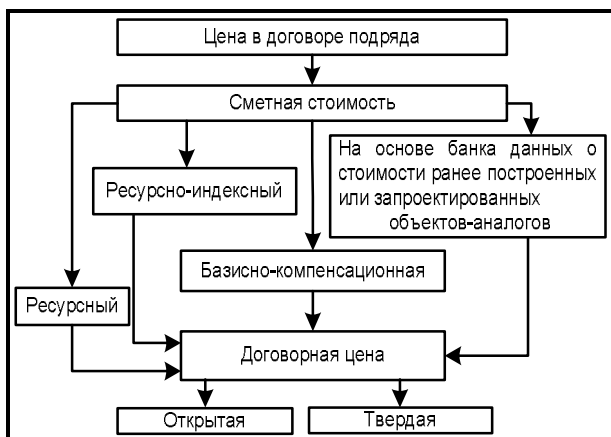 Цена в договоре подряда
Сметная стоимость
На основе банка данных о
стоимости ранее построенных
или запроектированных
объектов-аналогов
Ресурсно-индексный
Базисно-компенсационная
Ресурсный
Договорная цена
Открытая
Твердая